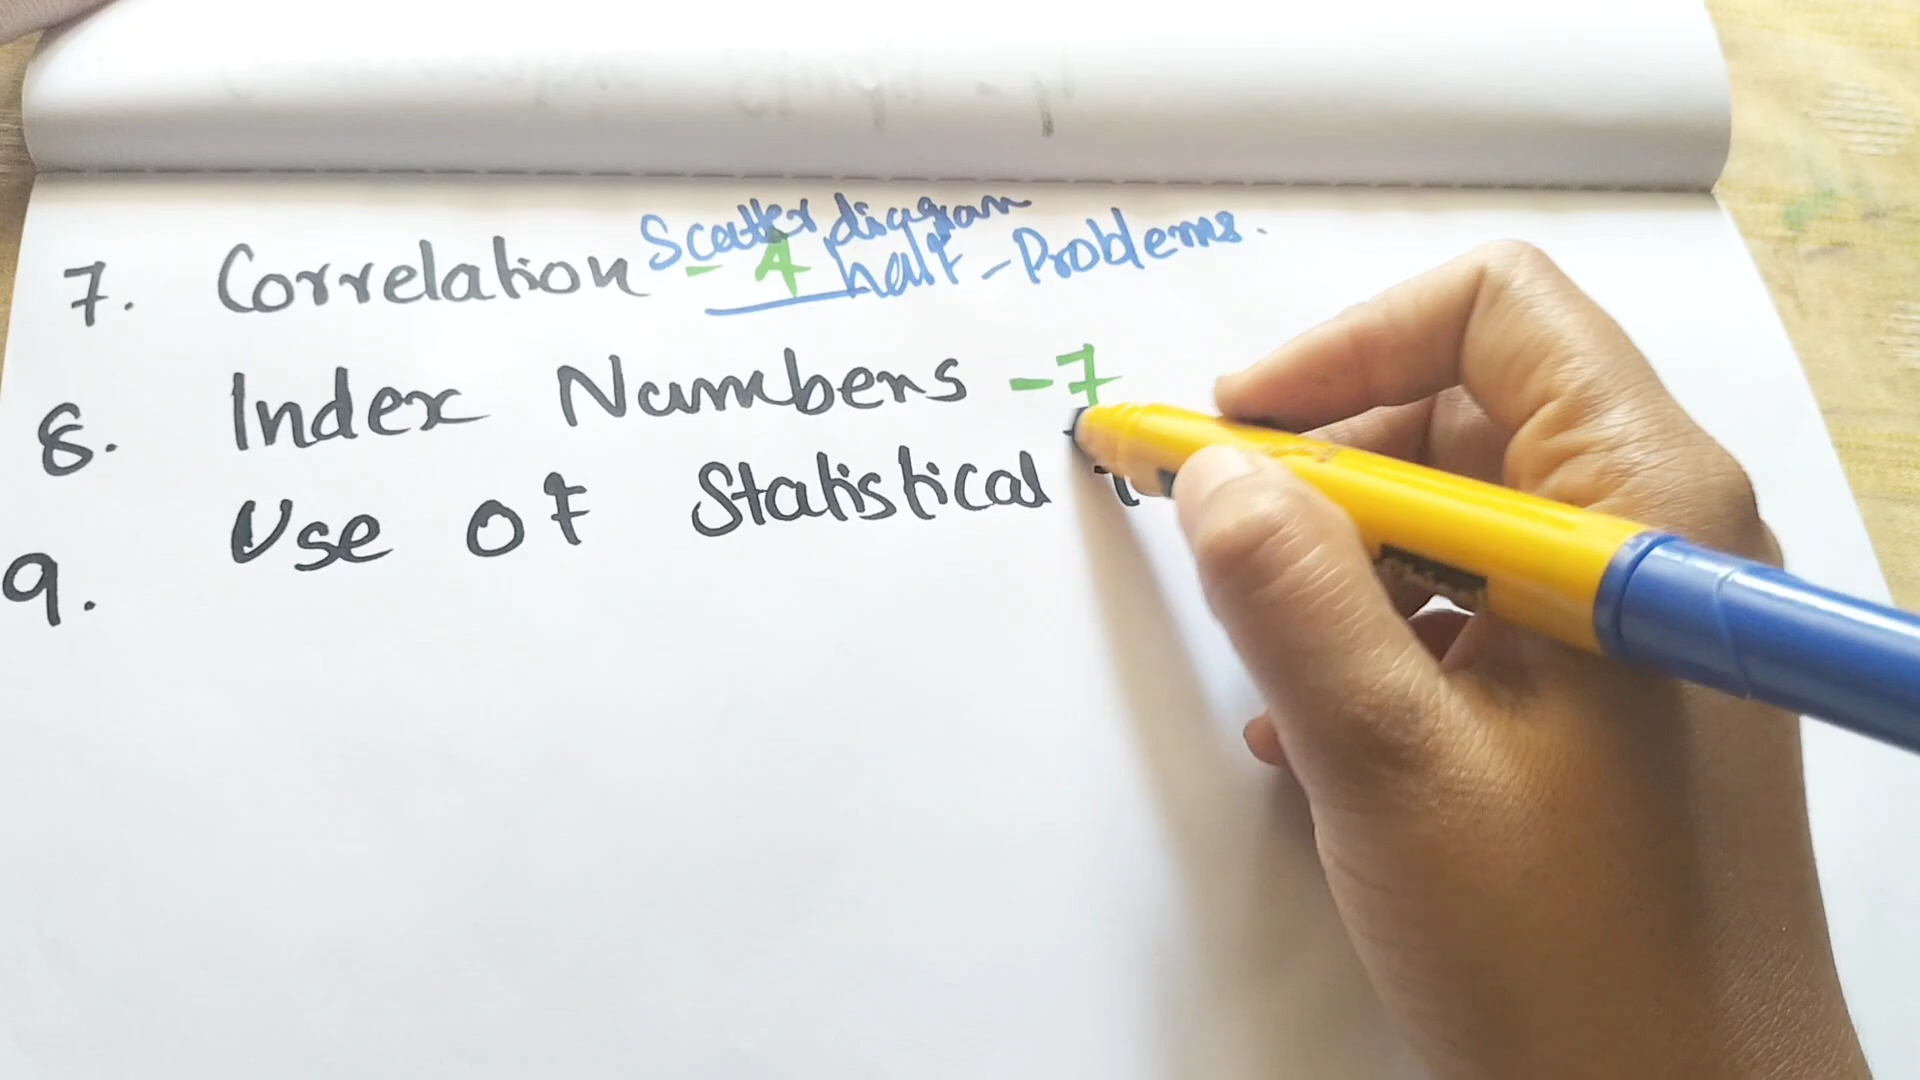 Scatter diagram
7. Correlation - 4 half - Problems.
8. Index Numbers - 7
9. Use of Statistical